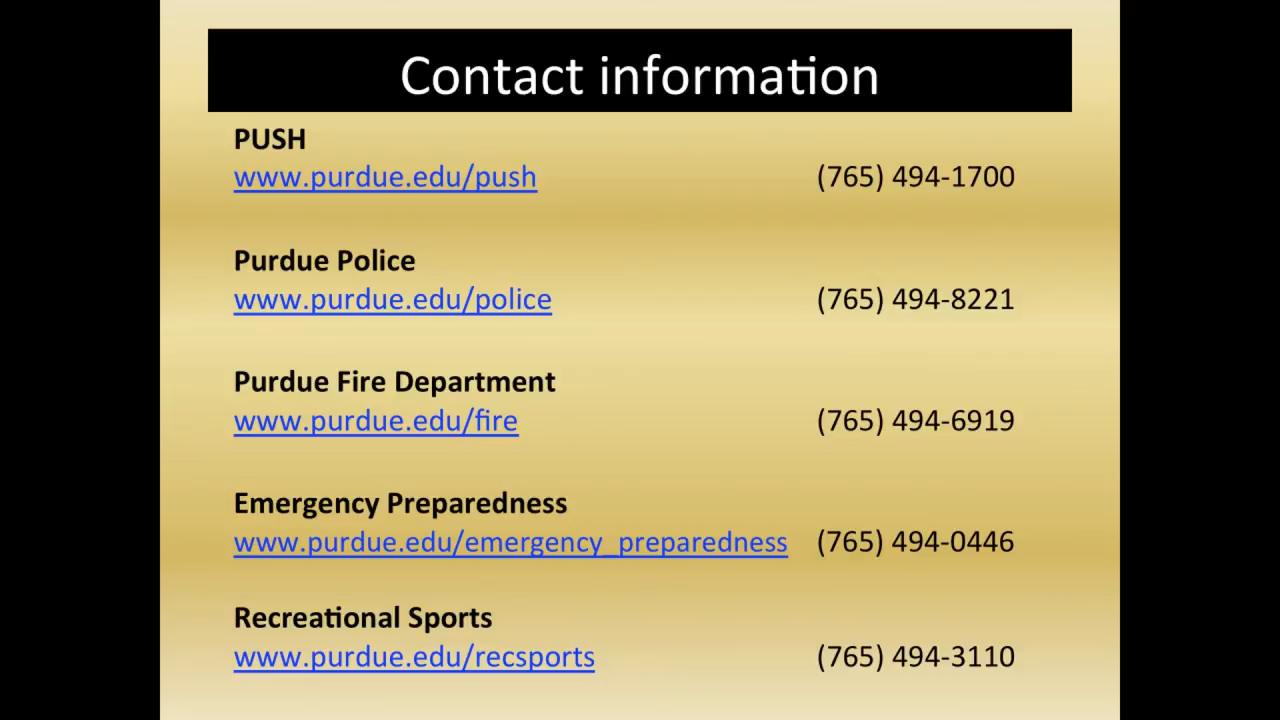 Contact information
PUSH
www.purdue.edu/push (765) 494-1700
Purdue Police
www.purdue.edu/police (765) 494-8221
Purdue Fire Department
www.purdue.edu/fire (765) 494-6919
Emergency Preparedness
www.purdue.edu/emergency_preparedness (765) 494-0446
Recreational Sports
www.purdue.edu/recsports (765) 494-3110